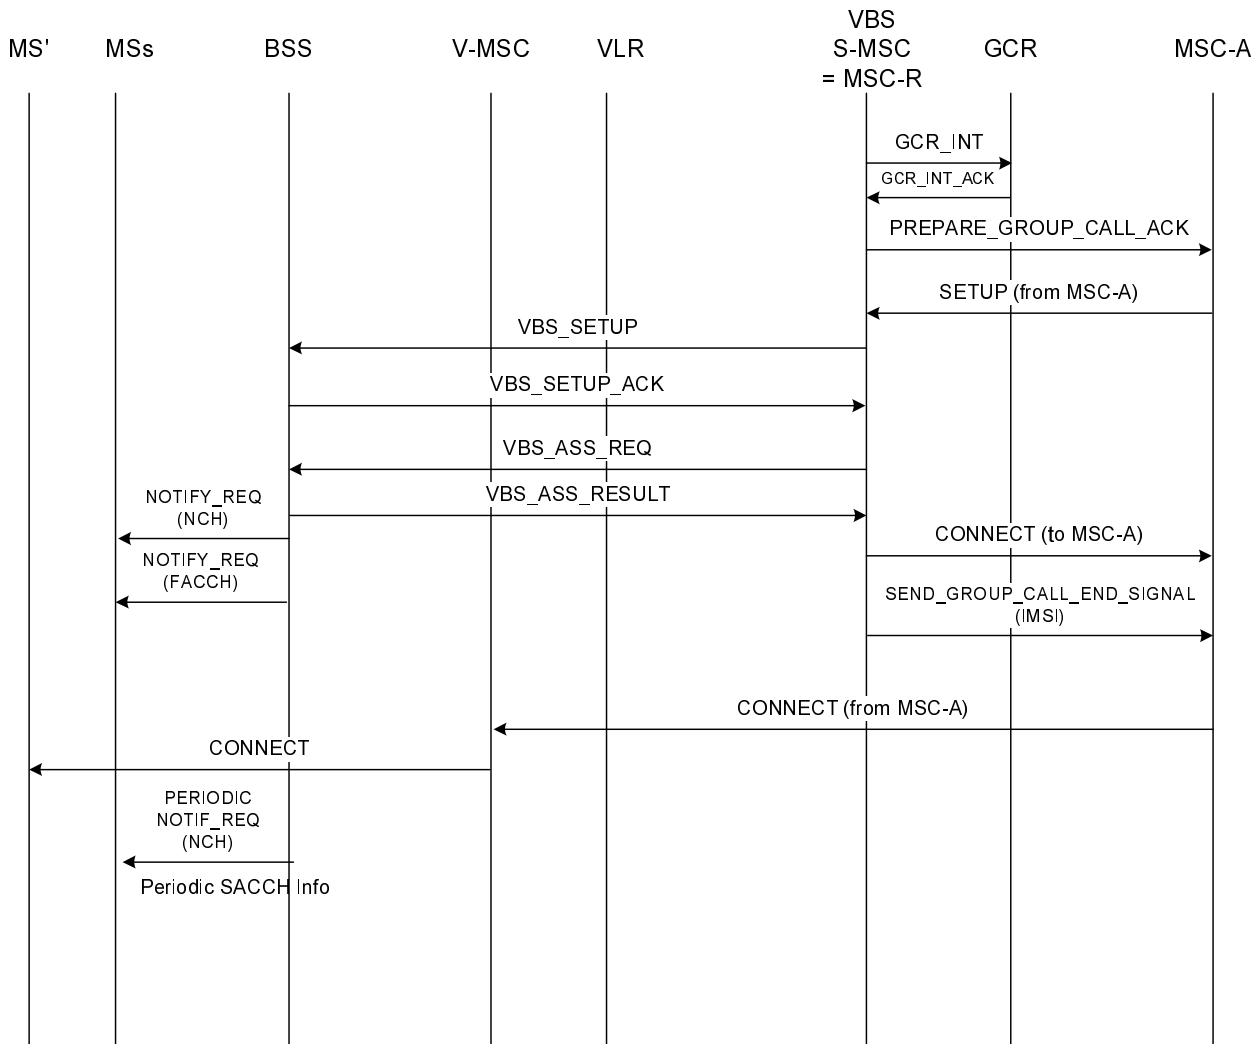 MS'
MSs
BSS
V-MSC
VLR
VBS
S-MSC
= MSC-R
GCR
MSC-A
GCR_INT
GCR_INT_ACK
PREPARE_GROUP_CALL_ACK
SETUP (from MSC-A)
VBS_SETUP
VBS_SETUP_ACK
VBS_ASS_REQ
VBS_ASS_RESULT
NOTIFY_REQ
(NCH)
CONNECT (to MSC-A)
NOTIFY_REQ
(FACCH)
SEND_GROUP_CALL_END_SIGNAL
(IMSI)
CONNECT (from MSC-A)
CONNECT
PERIODIC
NOTIF_REQ
(NCH)
Periodic SACCH Info